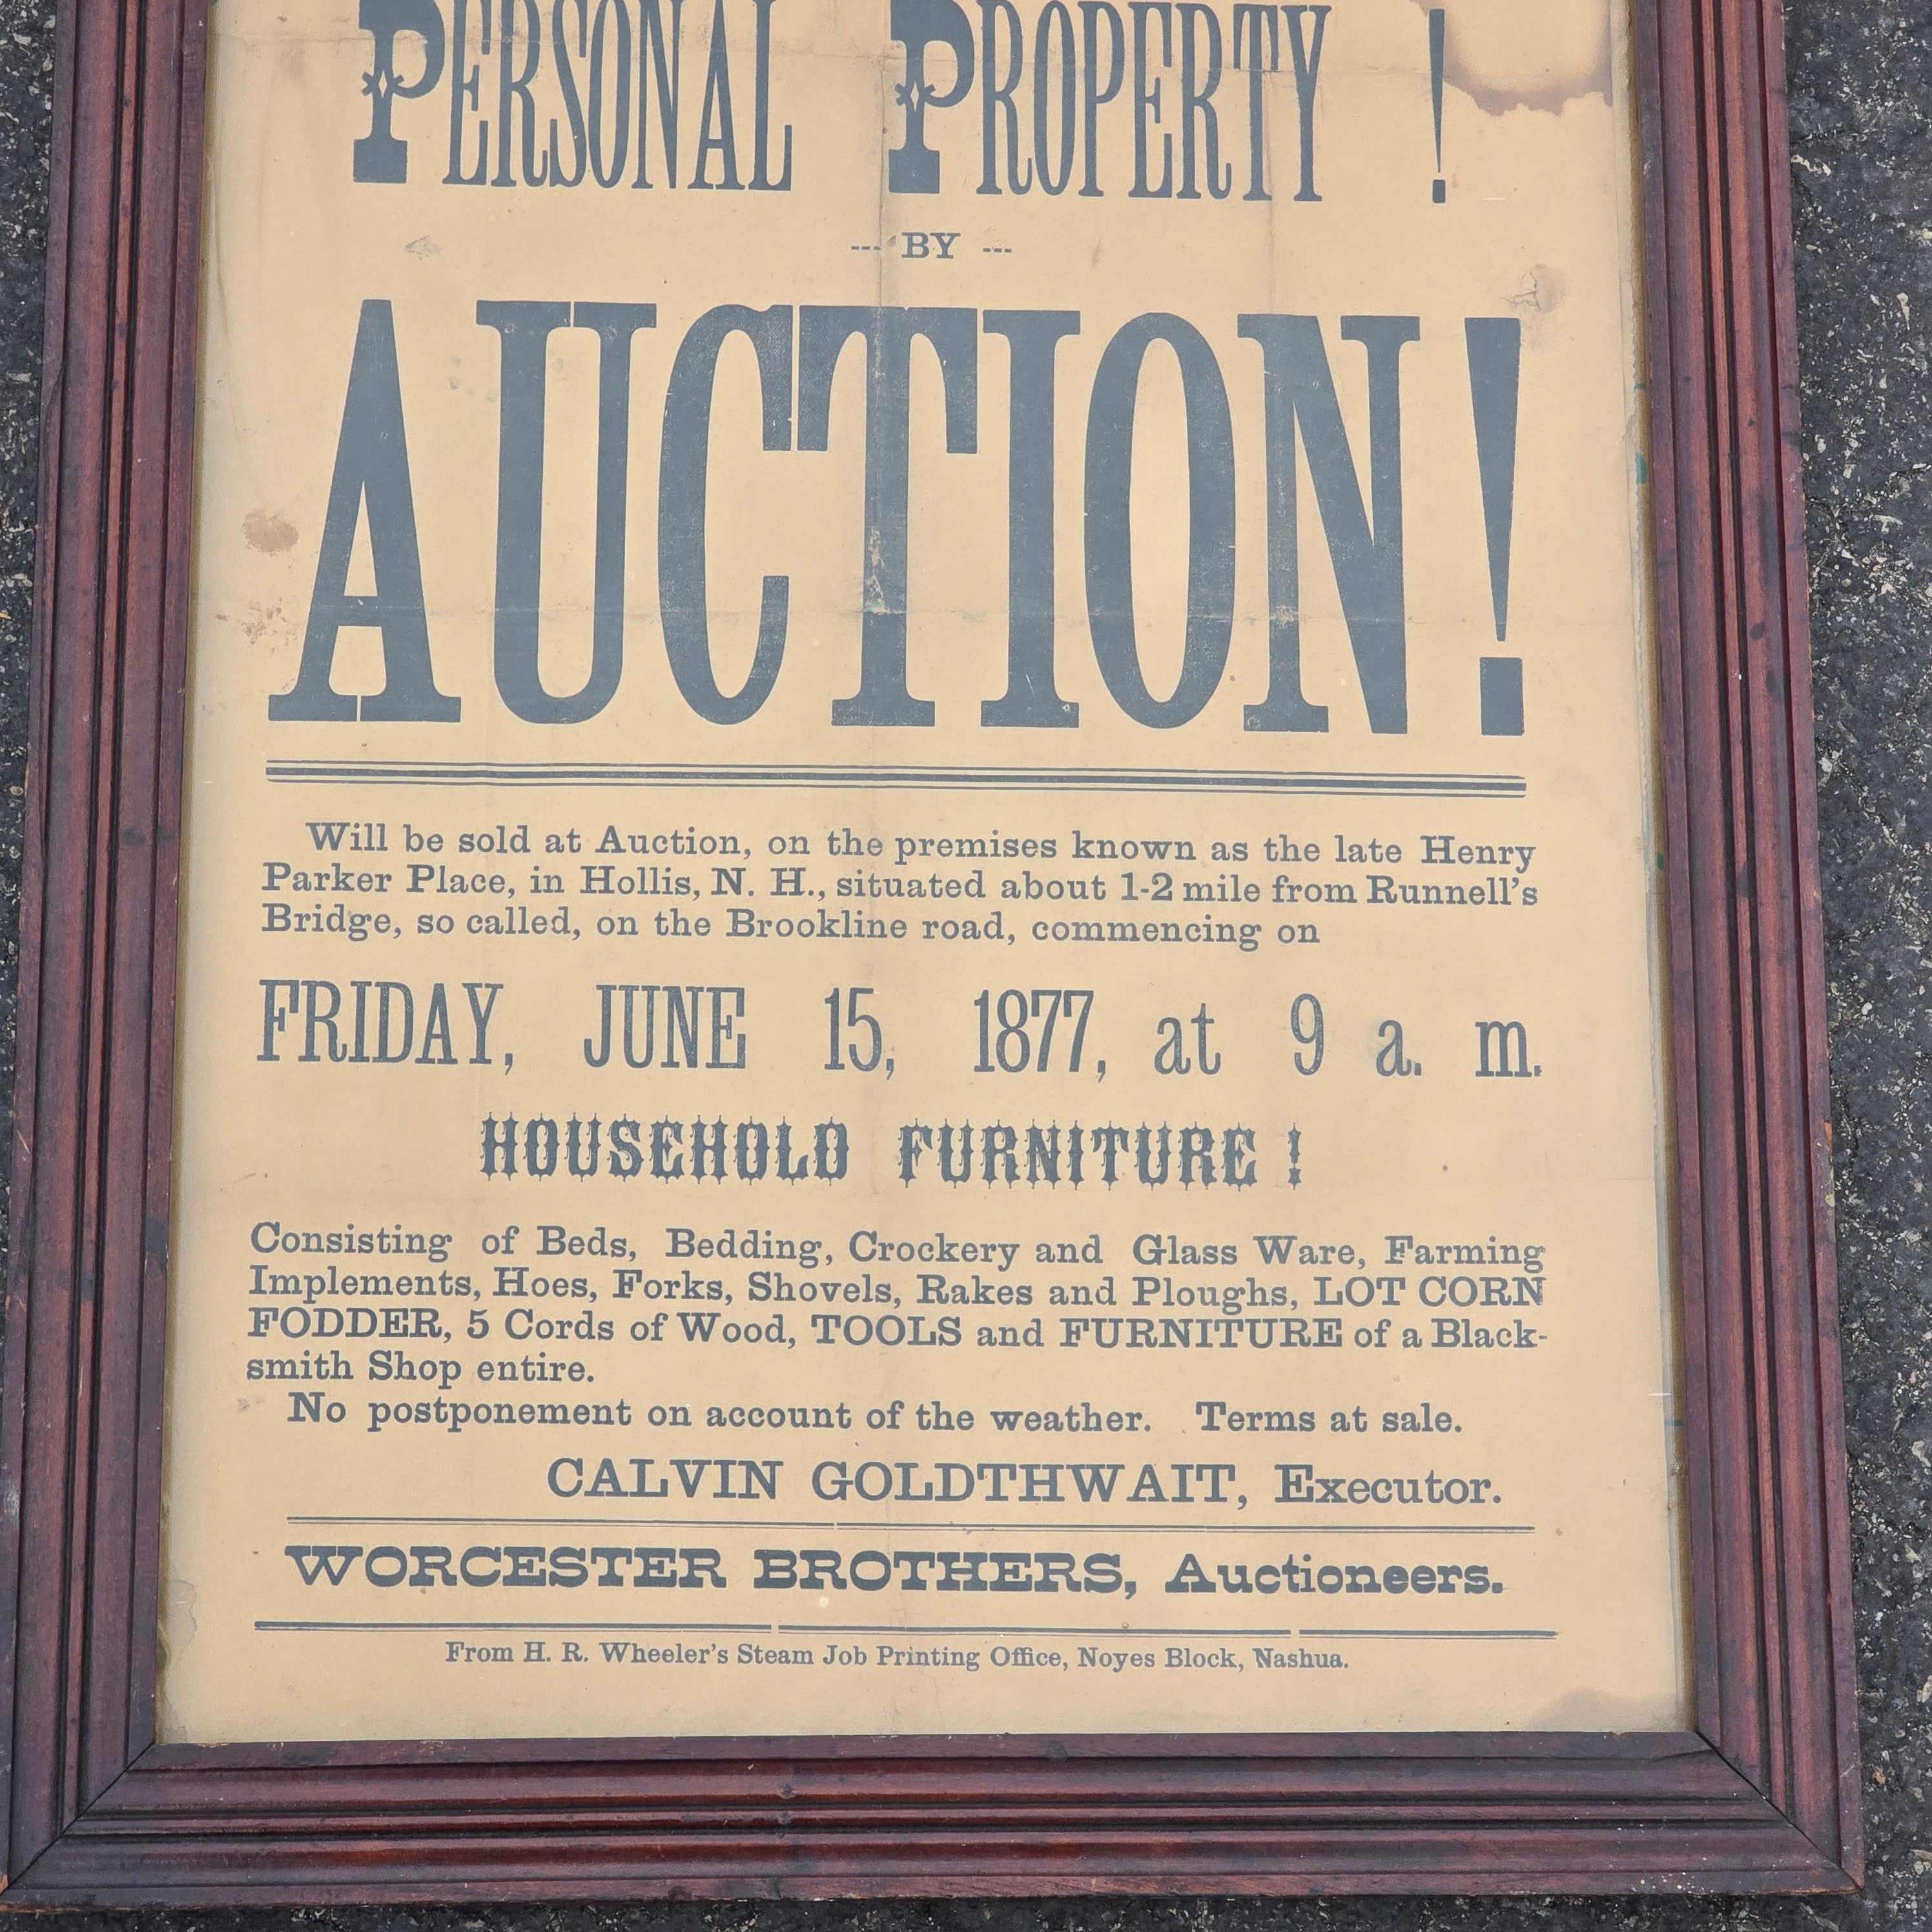 PERSONAL PROPERTY !
--- BY ---
AUCTION!
Will be sold at Auction, on the premises known as the late Henry
Parker Place, in Hollis, N. H., situated about 1-2 mile from Runnell's
Bridge, so called, on the Brookline road, commencing on
FRIDAY, JUNE 15, 1877, at 9 a. m.
HOUSEHOLD FURNITURE !
Consisting of Beds, Bedding, Crockery and Glass Ware, Farming
Implements, Hoes, Forks, Shovels, Rakes and Ploughs, LOT CORN
FODDER, 5 Cords of Wood, TOOLS and FURNITURE of a Black-
smith Shop entire.
No postponement on account of the weather. Terms at sale.
CALVIN GOLDTHWAIT, Executor.
WORCESTER BROTHERS, Auctioneers.
From H. R. Wheeler's Steam Job Printing Office, Noyes Block, Nashua.